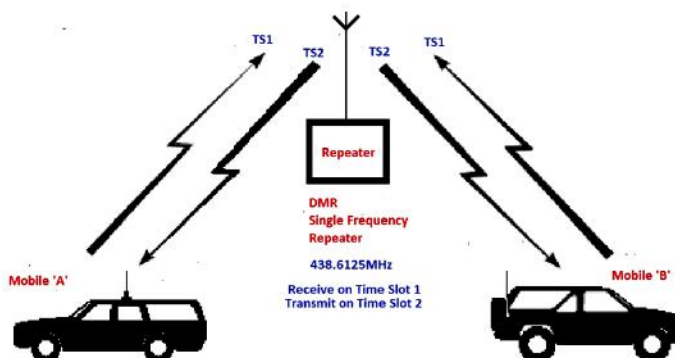 TS1
TS2
TS2
TS1
Repeater
DMR
Single Frequency
Repeater
438.6125MHz
Receive on Time Slot 1
Transmit on Time Slot 2
Mobile 'A'
Mobile 'B'